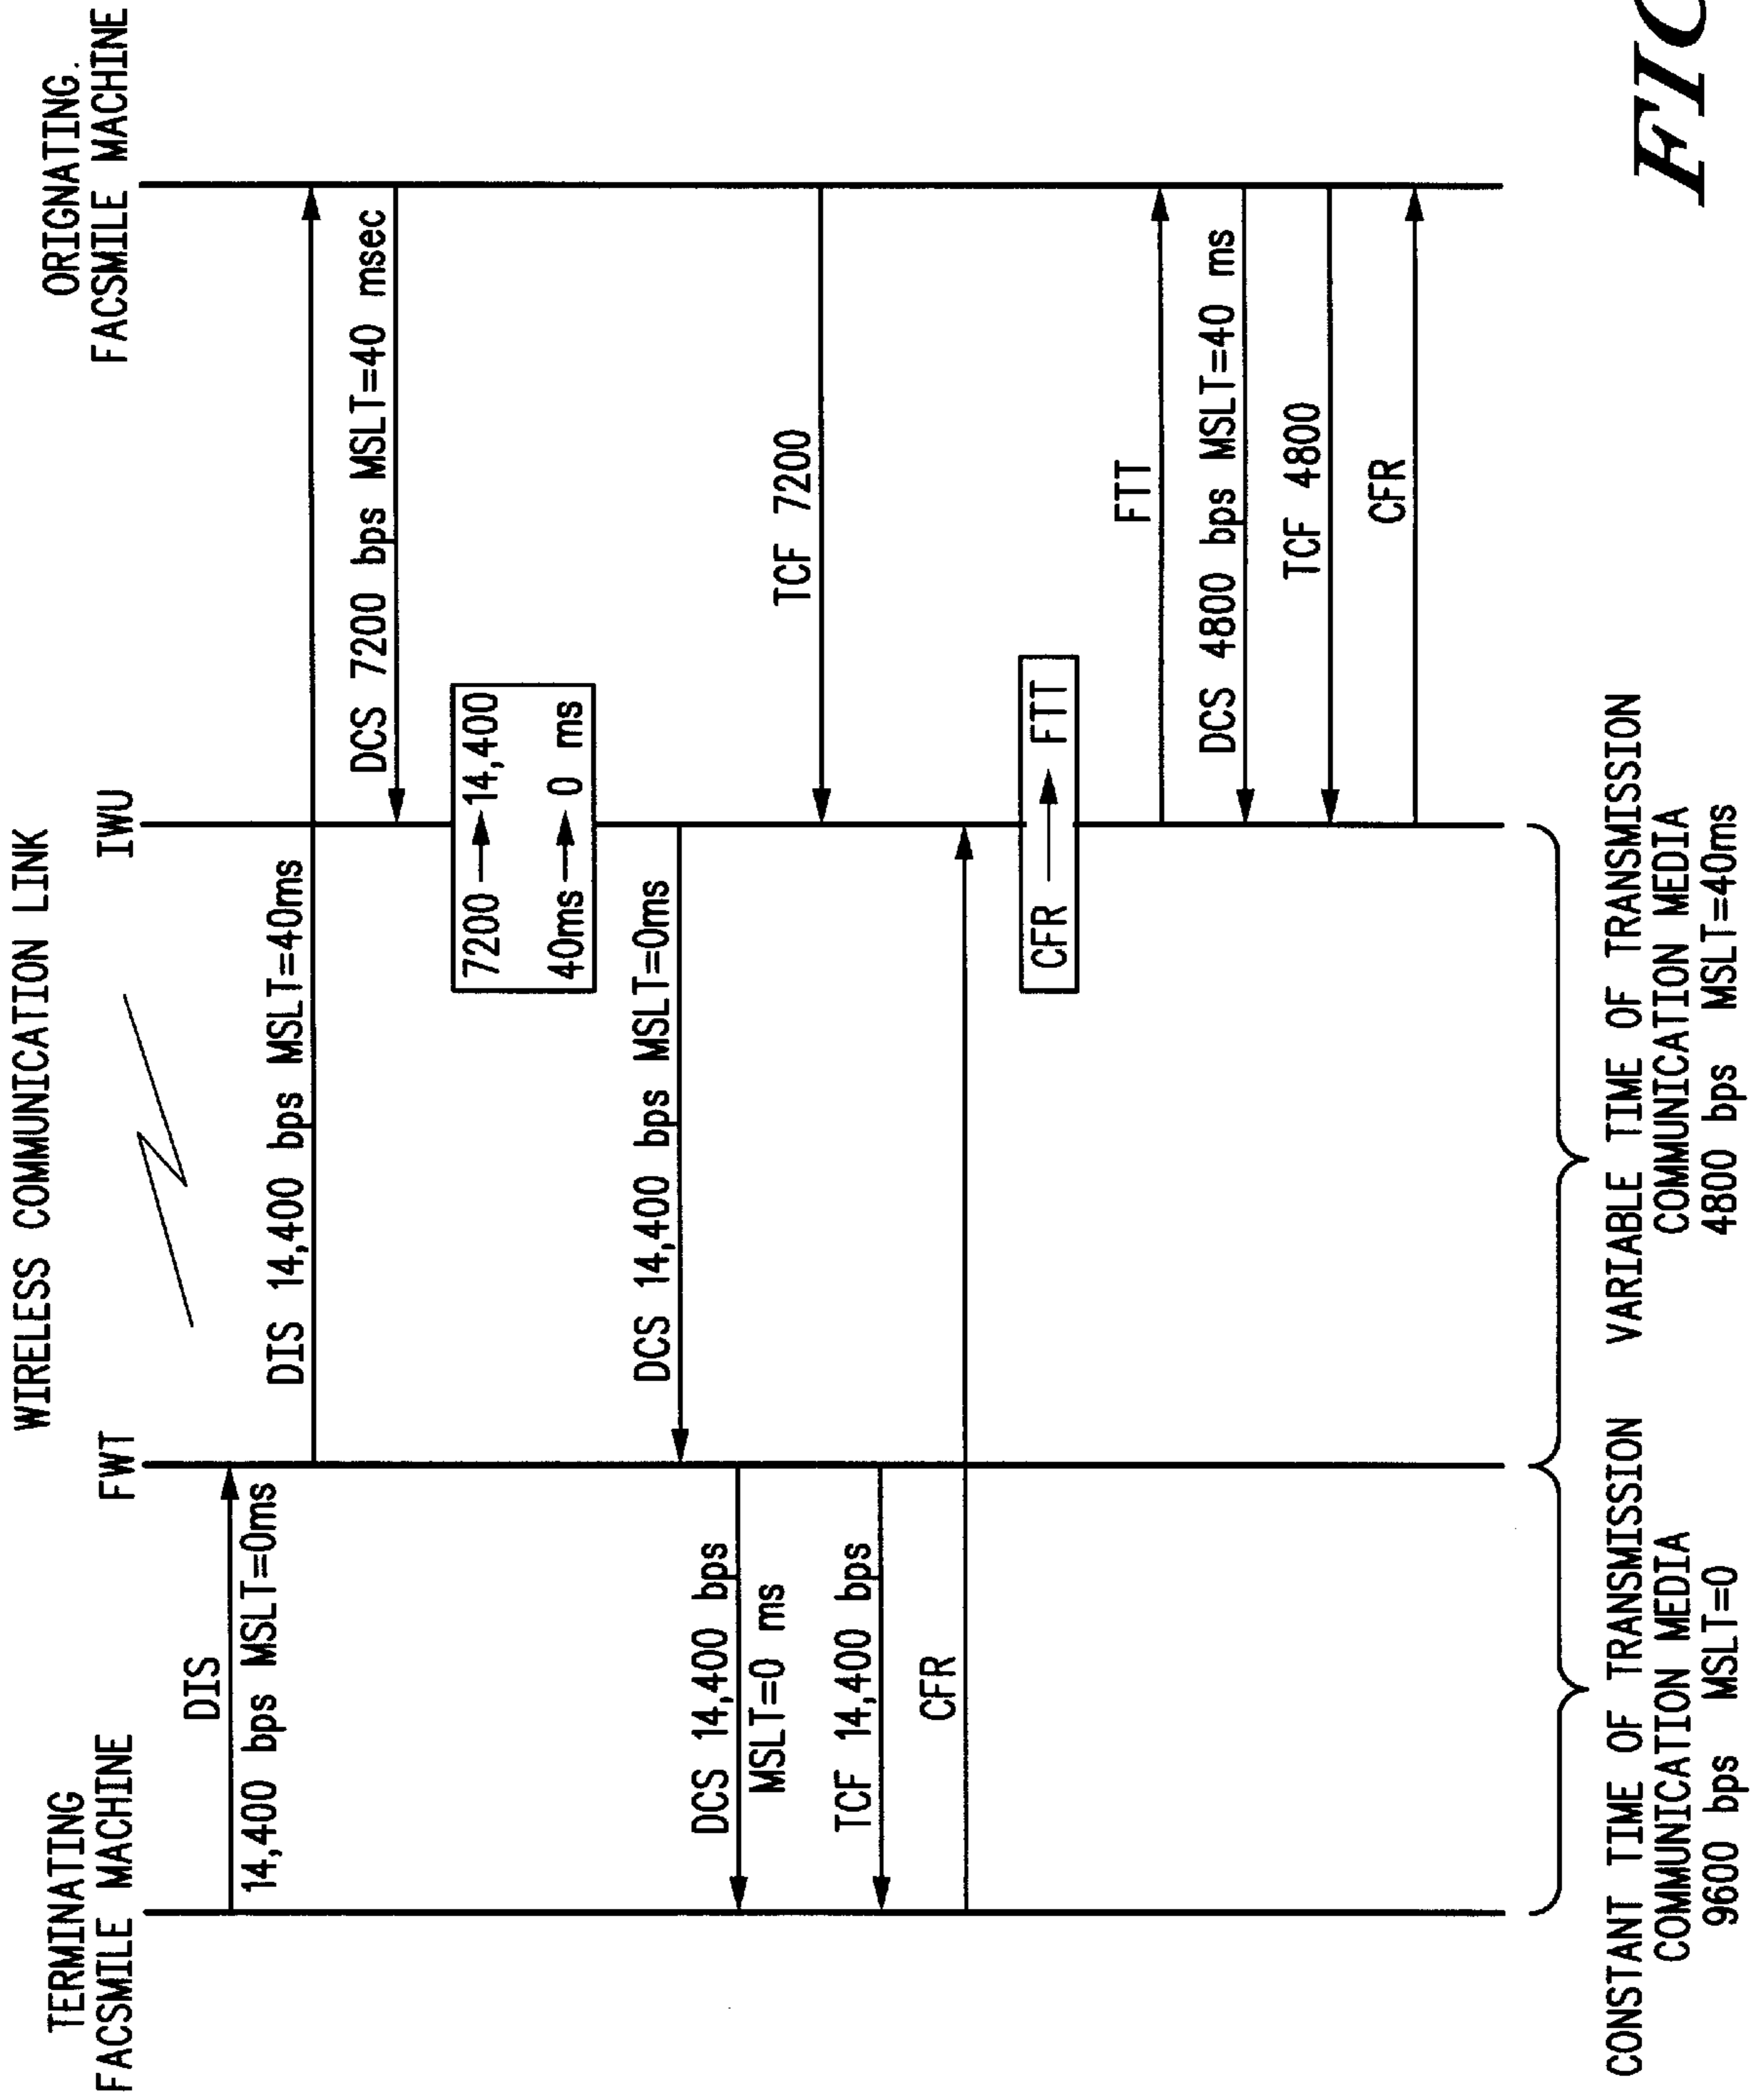 WIRELESS COMMUNICATION LINK
TERMINATING
FACSMILE MACHINE
FWT
IWU
ORIGNATING.
FACSMILE MACHINE
DIS
14,400 bps MSLT=0ms
DIS 14,400 bps MSLT=40ms
DCS 7200 bps MSLT=40 msec
7200 → 14,400
40ms → 0 ms
DCS 14,400 bps MSLT=0ms
DCS 14,400 bps
MSLT=0 ms
TCF 7200
TCF 14,400 bps
CFR
CFR → FTT
FTT
DCS 4800 bps MSLT=40 ms
TCF 4800
CFR
CONSTANT TIME OF TRANSMISSION
COMMUNICATION MEDIA
9600 bps MSLT=0
VARIABLE TIME OF TRANSMISSION
COMMUNICATION MEDIA
4800 bps MSLT=40ms